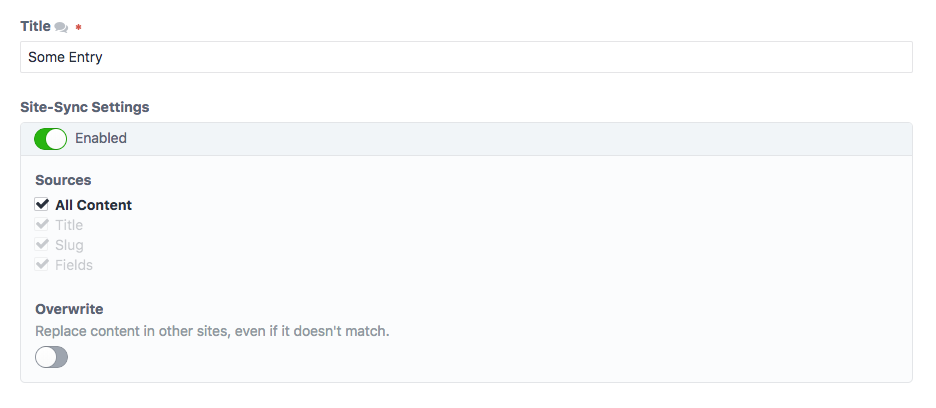 Title *
Some Entry
Site-Sync Settings
Enabled
Sources
All Content
Title
Slug
Fields
Overwrite
Replace content in other sites, even if it doesn't match.